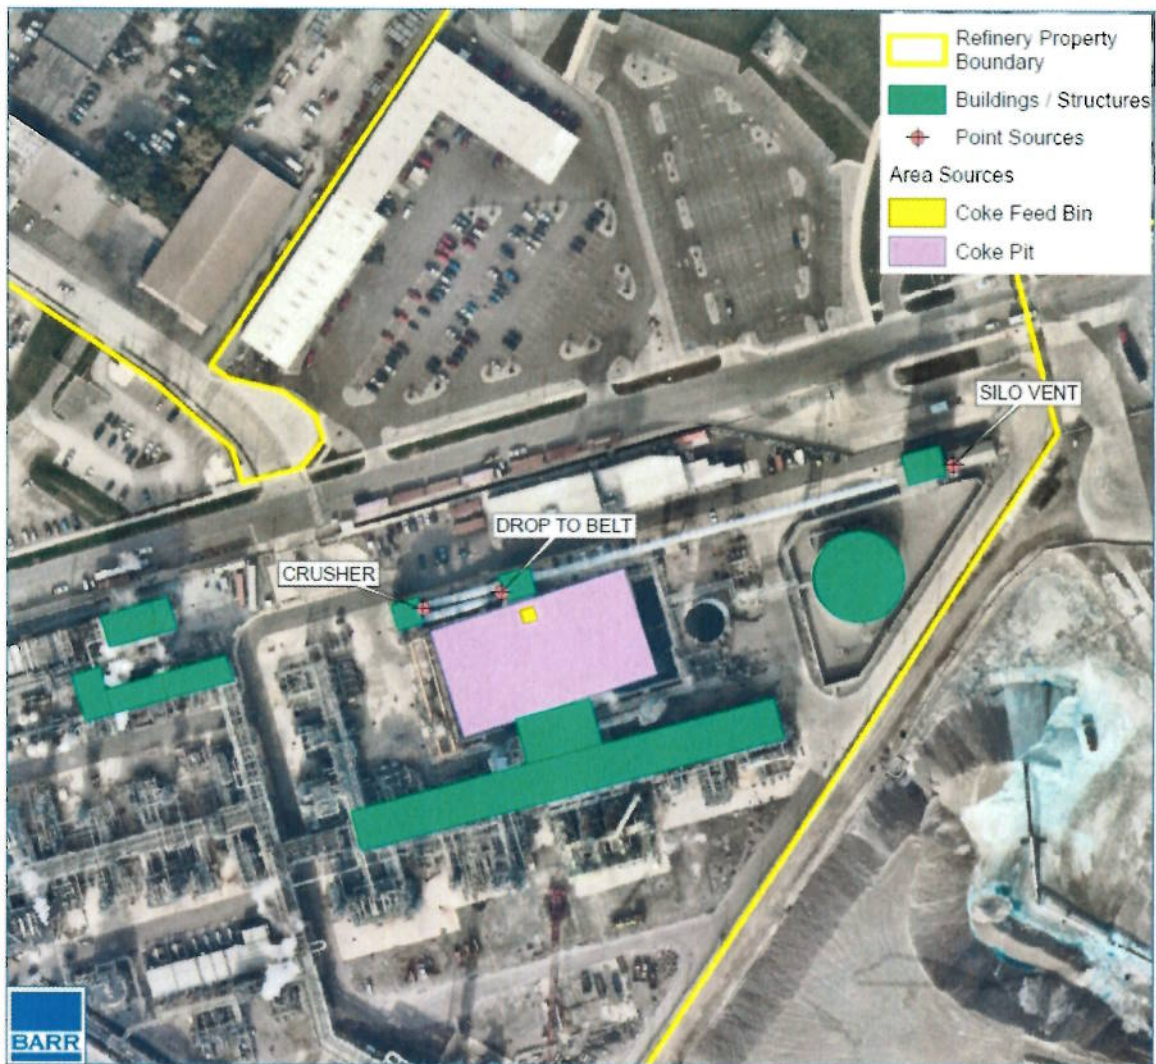 Refinery Property
Boundary
Buildings / Structures
Point Sources
Area Sources
Coke Feed Bin
Coke Pit
SILO VENT
DROP TO BELT
CRUSHER
BARR